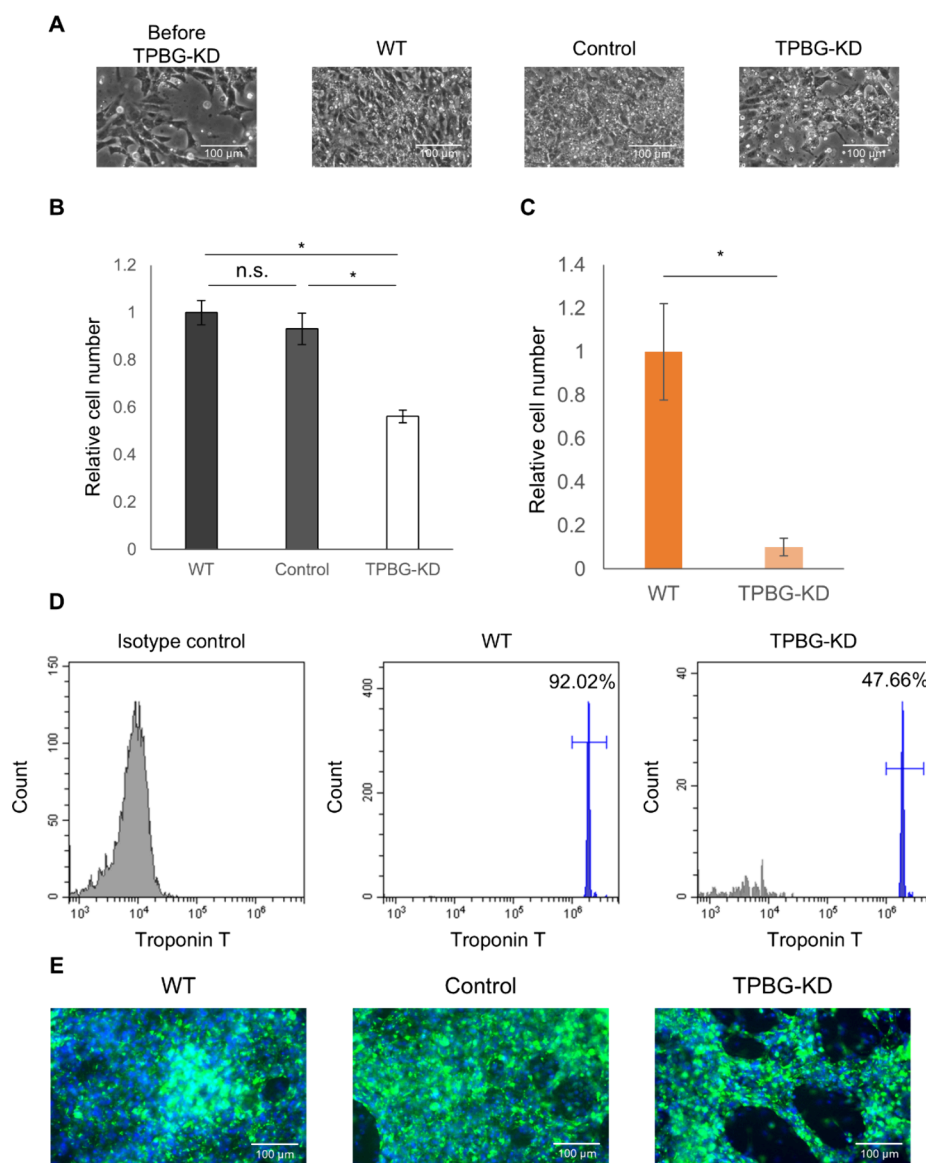 A
Before
TPBG-KD
WT
Control
TPBG-KD
100 µm
100 µm
100 µm
100 µm
B
Relative cell number
1.2
1
0.8
0.6
0.4
0.2
0
*
n.s.
*
WT
Control
TPBG-KD
C
Relative cell number
1.4
1.2
1
0.8
0.6
0.4
0.2
0
*
WT
TPBG-KD
D
Isotype control
Count
150
100
50
0
10³
10⁴
10⁵
10⁶
Troponin T
WT
92.02%
Count
400
200
0
10³
10⁴
10⁵
10⁶
Troponin T
TPBG-KD
47.66%
Count
40
20
0
10³
10⁴
10⁵
10⁶
Troponin T
E
WT
Control
TPBG-KD
100 µm
100 µm
100 µm